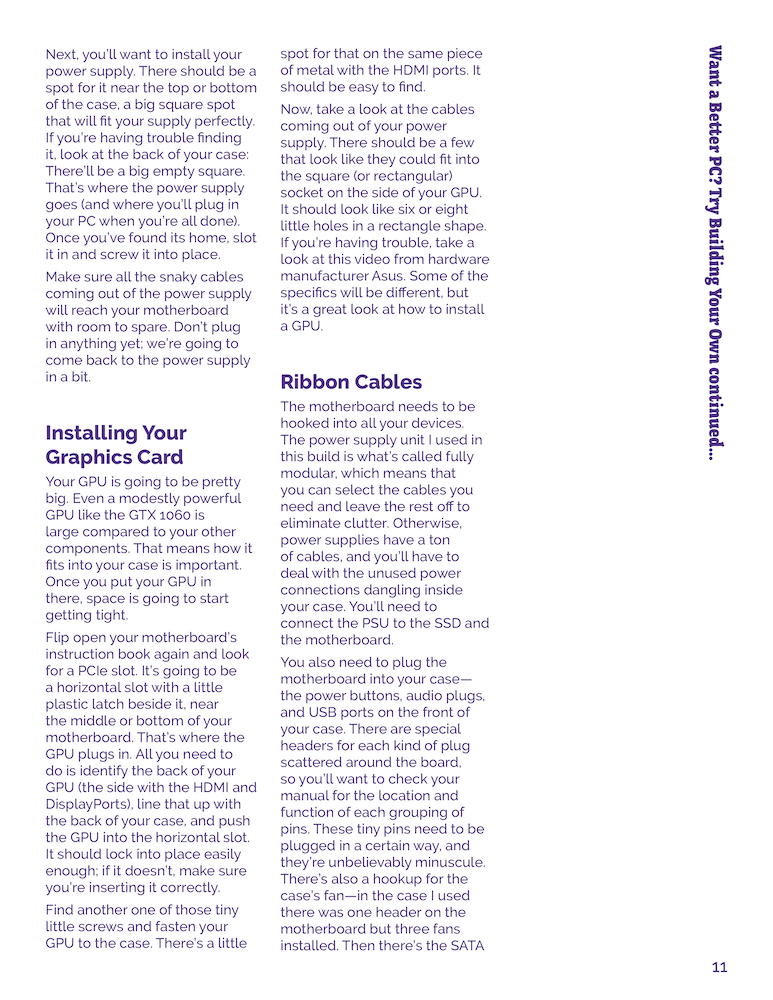 Next, you'll want to install your
power supply. There should be a
spot for it near the top or bottom
of the case, a big square spot
that will fit your supply perfectly.
If you're having trouble finding
it, look at the back of your case:
There'll be a big empty square.
That's where the power supply
goes (and where you'll plug in
your PC when you're all done).
Once you've found its home, slot
it in and screw it into place.
Make sure all the snaky cables
coming out of the power supply
will reach your motherboard
with room to spare. Don't plug
in anything yet; we're going to
come back to the power supply
in a bit.
Installing Your
Graphics Card
Your GPU is going to be pretty
big. Even a modestly powerful
GPU like the GTX 1060 is
large compared to your other
components. That means how it
fits into your case is important.
Once you put your GPU in
there, space is going to start
getting tight.
Flip open your motherboard's
instruction book again and look
for a PCIe slot. It's going to be
a horizontal slot with a little
plastic latch beside it, near
the middle or bottom of your
motherboard. That's where the
GPU plugs in. All you need to
do is identify the back of your
GPU (the side with the HDMI and
DisplayPorts), line that up with
the back of your case, and push
the GPU into the horizontal slot.
It should lock into place easily
enough; if it doesn't, make sure
you're inserting it correctly.
Find another one of those tiny
little screws and fasten your
GPU to the case. There's a little
spot for that on the same piece
of metal with the HDMI ports. It
should be easy to find.
Now, take a look at the cables
coming out of your power
supply. There should be a few
that look like they could fit into
the square (or rectangular)
socket on the side of your GPU.
It should look like six or eight
little holes in a rectangle shape.
If you're having trouble, take a
look at this video from hardware
manufacturer Asus. Some of the
specifics will be different, but
it's a great look at how to install
a GPU.
Ribbon Cables
The motherboard needs to be
hooked into all your devices.
The power supply unit I used in
this build is what's called fully
modular, which means that
you can select the cables you
need and leave the rest off to
eliminate clutter. Otherwise,
power supplies have a ton
of cables, and you'll have to
deal with the unused power
connections dangling inside
your case. You'll need to
connect the PSU to the SSD and
the motherboard.
You also need to plug the
motherboard into your case—
the power buttons, audio plugs,
and USB ports on the front of
your case. There are special
headers for each kind of plug
scattered around the board,
so you'll want to check your
manual for the location and
function of each grouping of
pins. These tiny pins need to be
plugged in a certain way, and
they're unbelievably minuscule.
There's also a hookup for the
case's fan—in the case I used
there was one header on the
motherboard but three fans
installed. Then there's the SATA
Want a Better PC? Try Building Your Own continued...
11